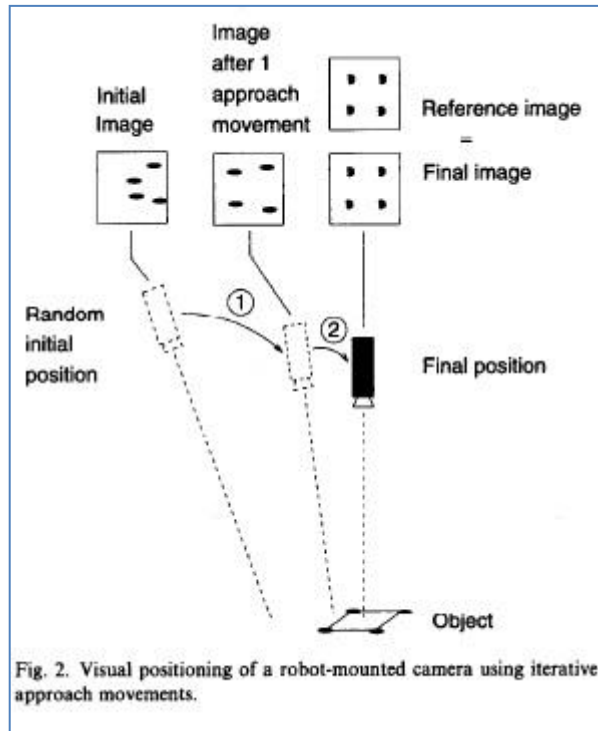 Image
after 1
approach
movement
Initial
Image
Reference image
=
Final image
Random
initial
position
1
2
Final position
Object
Fig. 2. Visual positioning of a robot-mounted camera using iterative
approach movements.